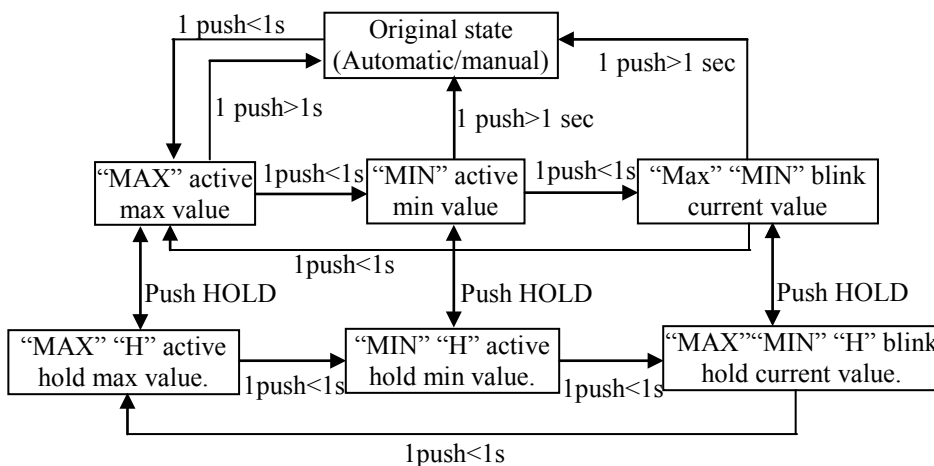 1 push<1s
Original state
(Automatic/manual)
1 push>1 sec
1 push>1s
1 push>1 sec
“MAX” active
max value
1push<1s
“MIN” active
min value
1push<1s
“Max” “MIN” blink
current value
1push<1s
Push HOLD
Push HOLD
Push HOLD
“MAX” “H” active
hold max value.
1push<1s
“MIN” “H” active
hold min value.
1push<1s
“MAX”“MIN” “H” blink
hold current value.
1push<1s